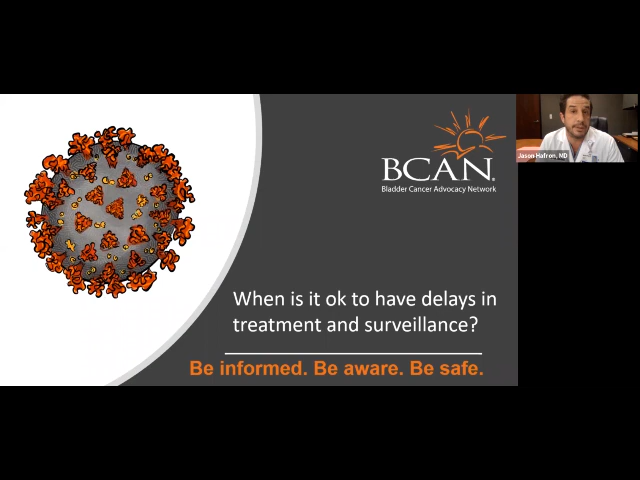 BCAN®
Bladder Cancer Advocacy Network
Jason Hafron, MD
When is it ok to have delays in
treatment and surveillance?
Be informed. Be aware. Be safe.